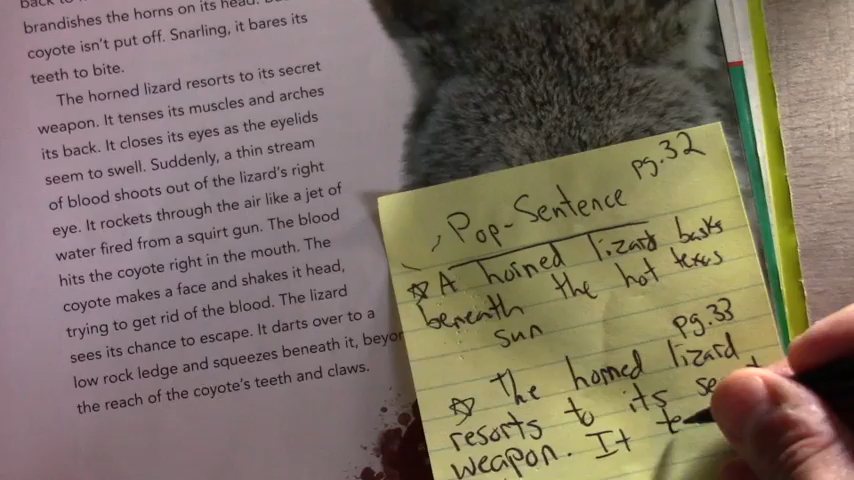 brandishes the horns on its head.
coyote isn't put off. Snarling, it bares its
teeth to bite.
The horned lizard resorts to its secret
weapon. It tenses its muscles and arches
its back. It closes its eyes as the eyelids
seem to swell. Suddenly, a thin stream
of blood shoots out of the lizard's right
eye. It rockets through the air like a jet of
water fired from a squirt gun. The blood
hits the coyote right in the mouth. The
coyote makes a face and shakes it head,
trying to get rid of the blood. The lizard
sees its chance to escape. It darts over to a
low rock ledge and squeezes beneath it, beyon
the reach of the coyote's teeth and claws.
pg.32
Pop-Sentence
A horned lizard basks
beneath the hot texas
sun
pg.33
The horned lizard
resorts to its
weapon. It te